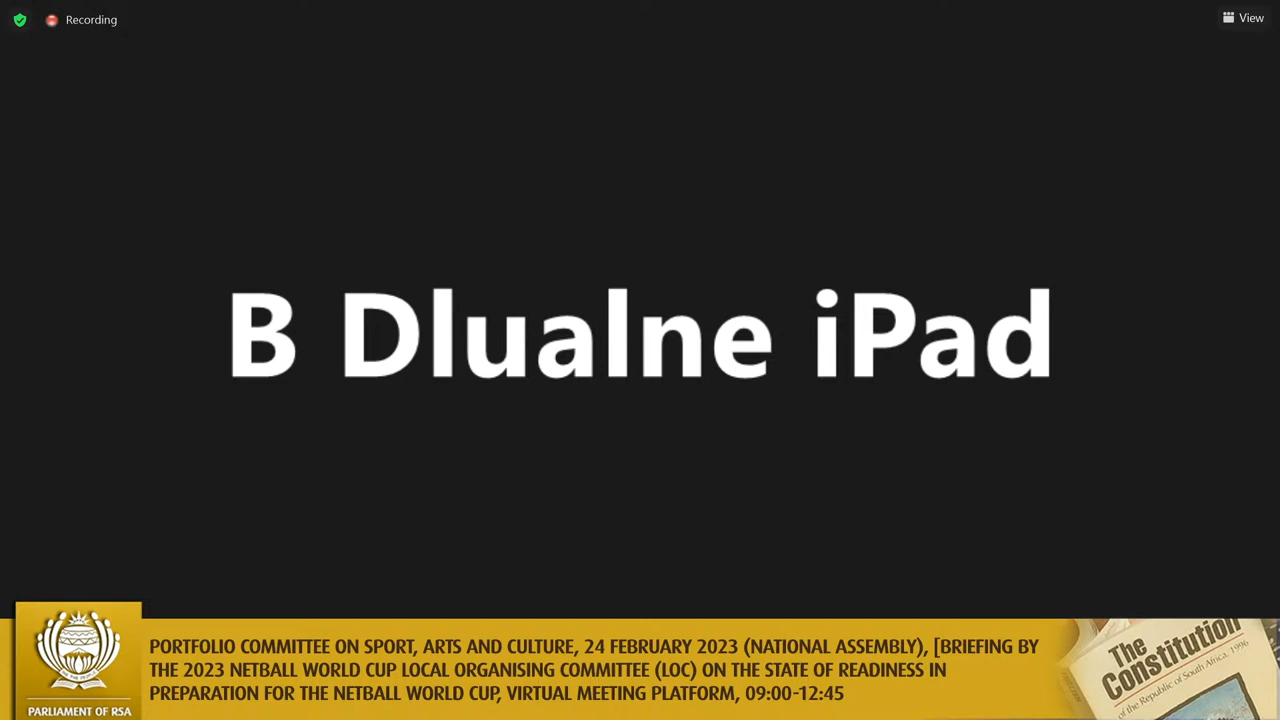 Recording
View
B Dlualne iPad
PORTFOLIO COMMITTEE ON SPORT, ARTS AND CULTURE, 24 FEBRUARY 2023 (NATIONAL ASSEMBLY), [BRIEFING BY
THE 2023 NETBALL WORLD CUP LOCAL ORGANISING COMMITTEE (LOC) ON THE STATE OF READINESS IN
PREPARATION FOR THE NETBALL WORLD CUP, VIRTUAL MEETING PLATFORM, 09:00-12:45
PARLIAMENT OF RSA
The
Constitution
of the Republic of South Africa, 1996